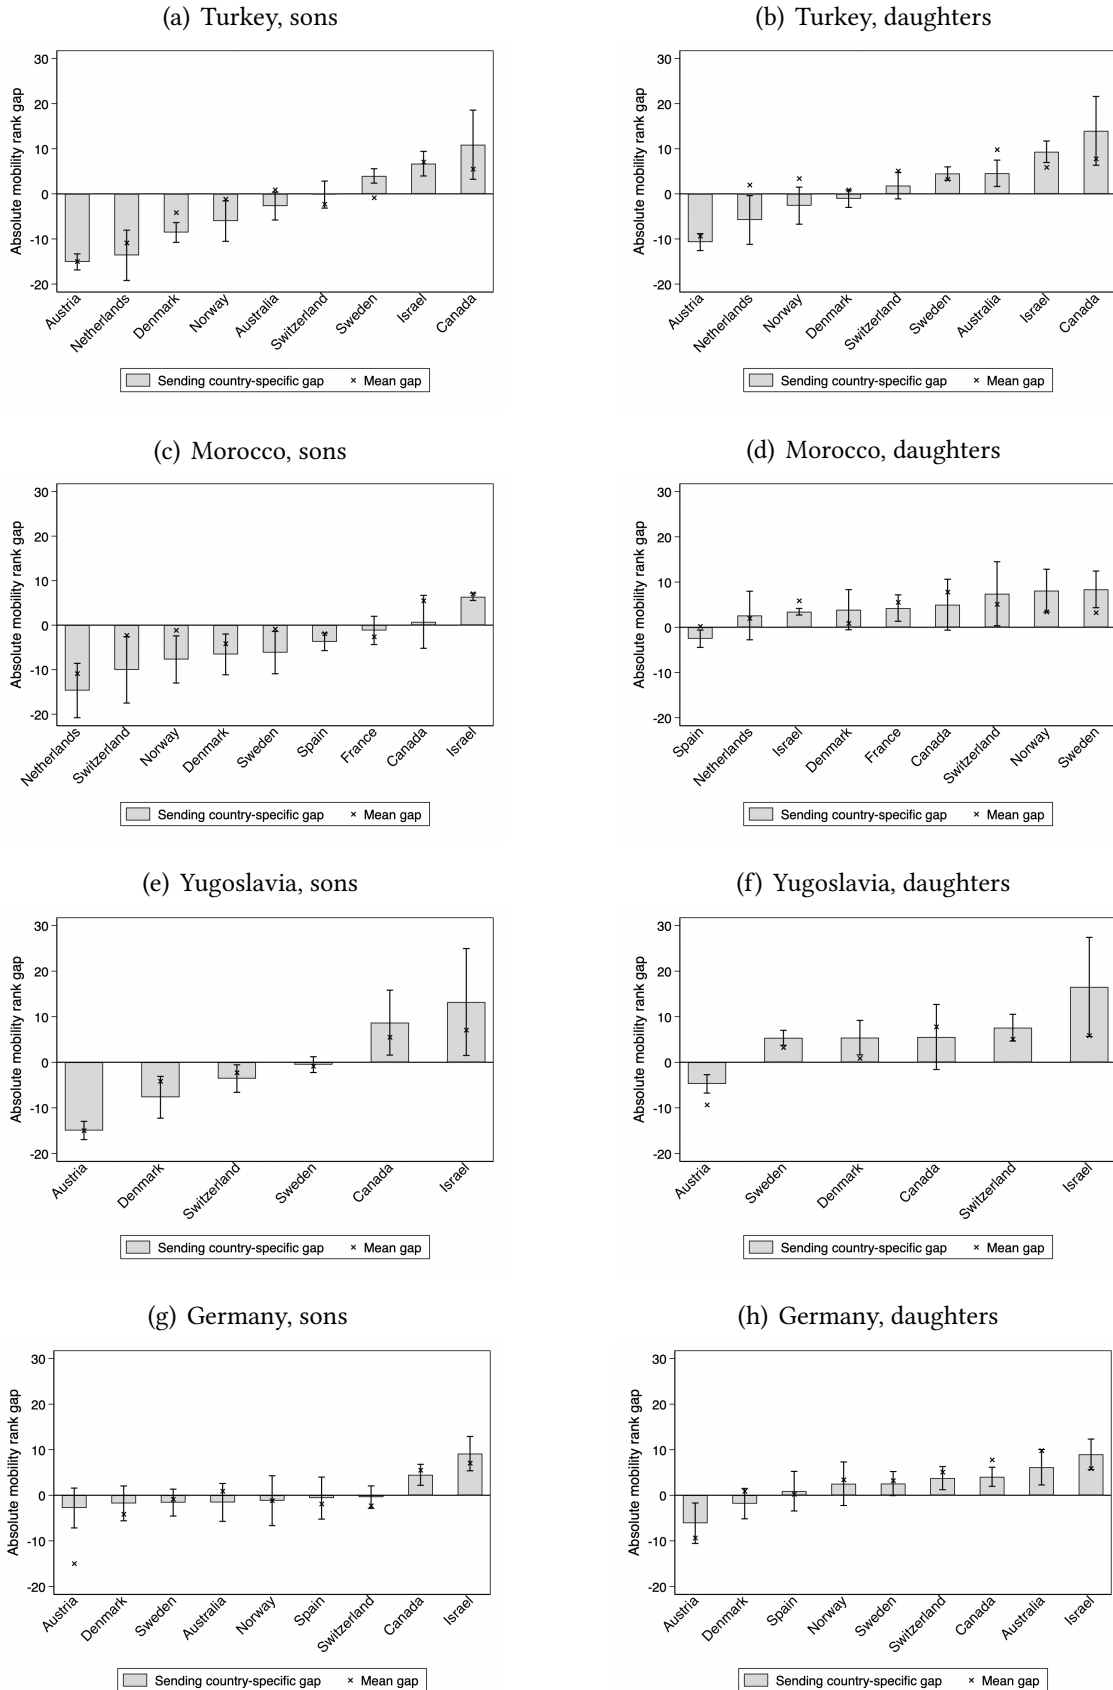 (a) Turkey, sons
Absolute mobility rank gap
30
20
10
0
-10
-20
Austria
Netherlands
Denmark
Norway
Australia
Switzerland
Sweden
Israel
Canada
Sending country-specific gap × Mean gap
(b) Turkey, daughters
Absolute mobility rank gap
30
20
10
0
-10
-20
Austria
Netherlands
Norway
Denmark
Switzerland
Sweden
Australia
Israel
Canada
Sending country-specific gap × Mean gap
(c) Morocco, sons
Absolute mobility rank gap
30
20
10
0
-10
-20
Netherlands
Switzerland
Norway
Denmark
Sweden
Spain
France
Canada
Israel
Sending country-specific gap × Mean gap
(d) Morocco, daughters
Absolute mobility rank gap
30
20
10
0
-10
-20
Spain
Netherlands
Israel
Denmark
France
Canada
Switzerland
Norway
Sweden
Sending country-specific gap × Mean gap
(e) Yugoslavia, sons
Absolute mobility rank gap
30
20
10
0
-10
-20
Austria
Denmark
Switzerland
Sweden
Canada
Israel
Sending country-specific gap × Mean gap
(f) Yugoslavia, daughters
Absolute mobility rank gap
30
20
10
0
-10
-20
Austria
Sweden
Denmark
Canada
Switzerland
Israel
Sending country-specific gap × Mean gap
(g) Germany, sons
Absolute mobility rank gap
30
20
10
0
-10
-20
Austria
Denmark
Sweden
Australia
Norway
Spain
Switzerland
Canada
Israel
Sending country-specific gap × Mean gap
(h) Germany, daughters
Absolute mobility rank gap
30
20
10
0
-10
-20
Austria
Denmark
Spain
Norway
Sweden
Switzerland
Canada
Australia
Israel
Sending country-specific gap × Mean gap